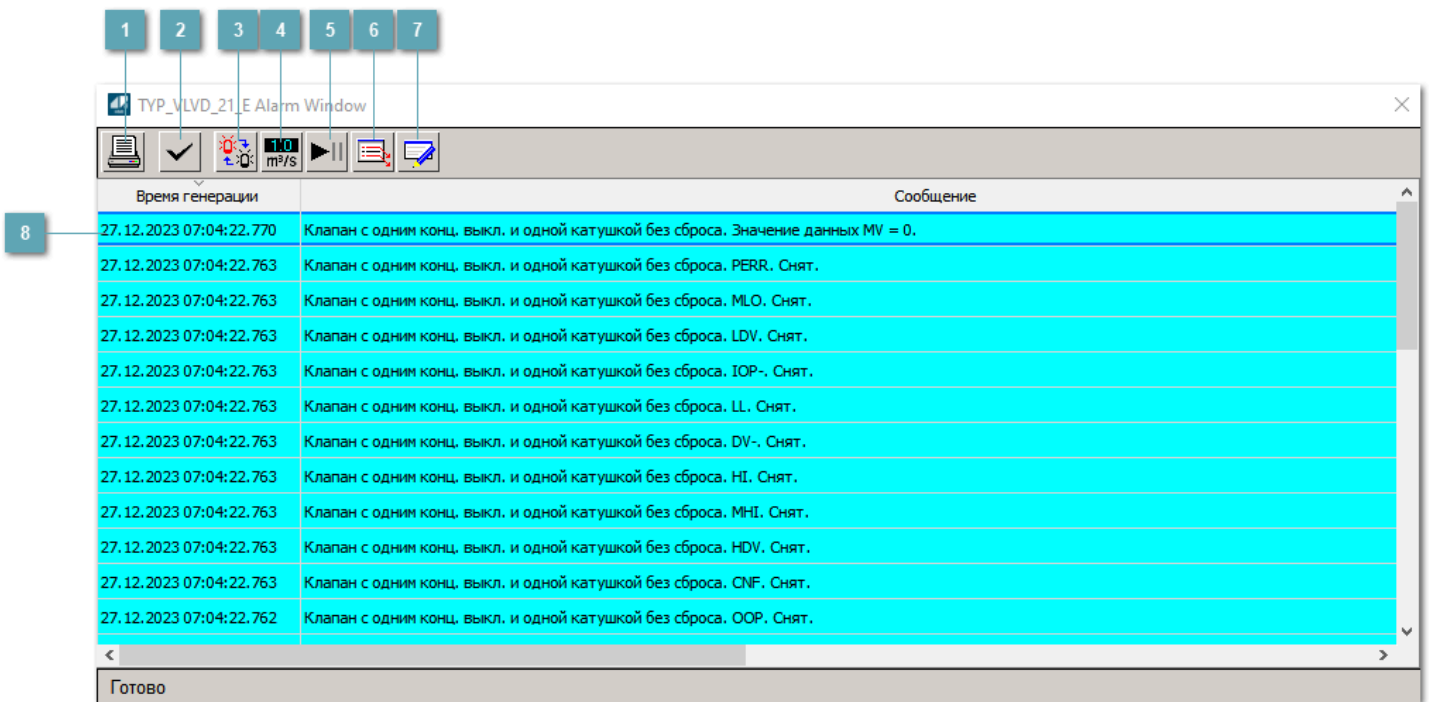 1 2 3 4 5 6 7
TYP_VLVD_21_E Alarm Window
1.0
m³/s
Время генерации Сообщение
8
27.12.2023 07:04:22.770 Клапан с одним конц. выкл. и одной катушкой без сброса. Значение данных MV = 0.
27.12.2023 07:04:22.763 Клапан с одним конц. выкл. и одной катушкой без сброса. PERR. Снят.
27.12.2023 07:04:22.763 Клапан с одним конц. выкл. и одной катушкой без сброса. MLO. Снят.
27.12.2023 07:04:22.763 Клапан с одним конц. выкл. и одной катушкой без сброса. LDV. Снят.
27.12.2023 07:04:22.763 Клапан с одним конц. выкл. и одной катушкой без сброса. IOP-. Снят.
27.12.2023 07:04:22.763 Клапан с одним конц. выкл. и одной катушкой без сброса. LL. Снят.
27.12.2023 07:04:22.763 Клапан с одним конц. выкл. и одной катушкой без сброса. DV-. Снят.
27.12.2023 07:04:22.763 Клапан с одним конц. выкл. и одной катушкой без сброса. HI. Снят.
27.12.2023 07:04:22.763 Клапан с одним конц. выкл. и одной катушкой без сброса. MHI. Снят.
27.12.2023 07:04:22.763 Клапан с одним конц. выкл. и одной катушкой без сброса. HDV. Снят.
27.12.2023 07:04:22.763 Клапан с одним конц. выкл. и одной катушкой без сброса. CNF. Снят.
27.12.2023 07:04:22.762 Клапан с одним конц. выкл. и одной катушкой без сброса. OOP. Снят.
Готово